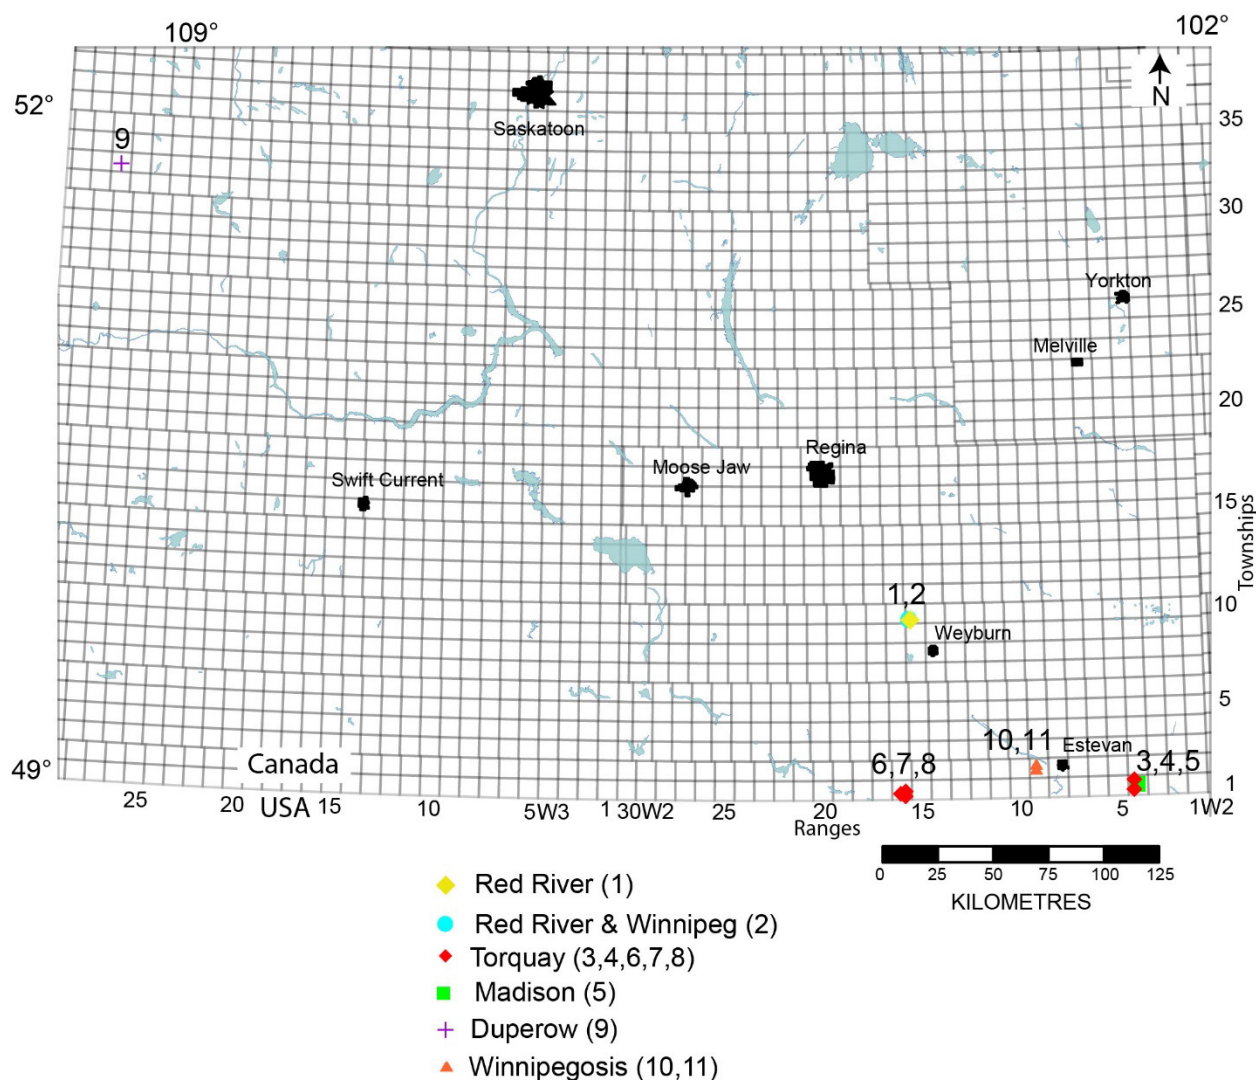 109°
102°
52°
N
35
9
Saskatoon
30
Yorkton
25
Melville
20
Regina
Moose Jaw
Swift Current
15
Townships
1,2
10
Weyburn
5
10,11
Estevan
3,4,5
49°
Canada
6,7,8
1
25
20
USA
15
10
5W3
1
30W2
25
20
15
10
5
1W2
Ranges
0
25
50
75
100
125
KILOMETRES
Red River (1)
Red River & Winnipeg (2)
Torquay (3,4,6,7,8)
Madison (5)
Duperow (9)
Winnipegosis (10,11)